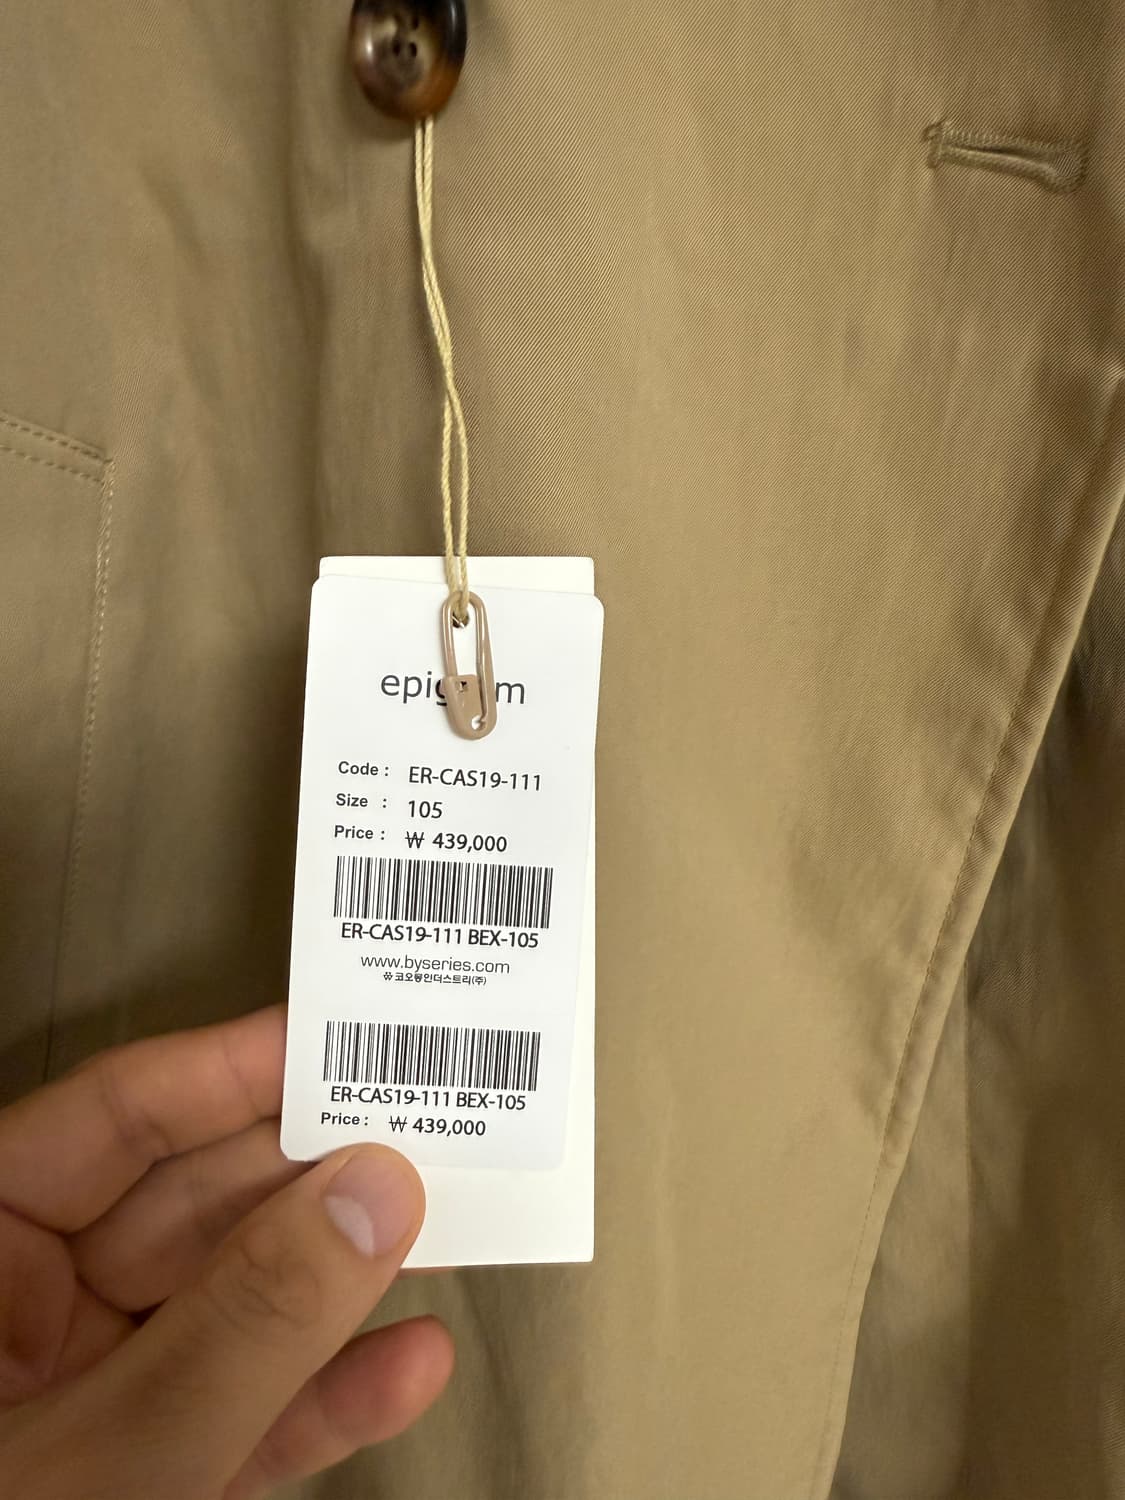 epig m
Code : ER-CAS19-111
Size : 105
Price : ₩ 439,000
ER-CAS19-111 BEX-105
www.byseries.com
코오롱인더스트리(주)
ER-CAS19-111 BEX-105
Price : ₩ 439,000